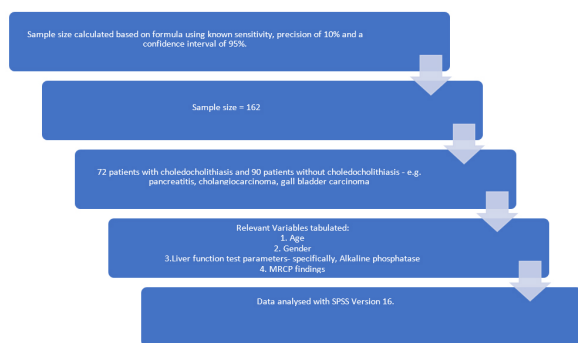 Sample size calculated based on formula using known sensitivity, precision of 10% and a
confidence interval of 95%.
Sample size = 162
72 patients with choledocholithiasis and 90 patients without choledocholithiasis - e.g.
pancreatitis, cholangiocarcinoma, gall bladder carcinoma
Relevant Variables tabulated:
1. Age
2. Gender
3.Liver function test parameters- specifically, Alkaline phosphatase
4. MRCP findings
Data analysed with SPSS Version 16.